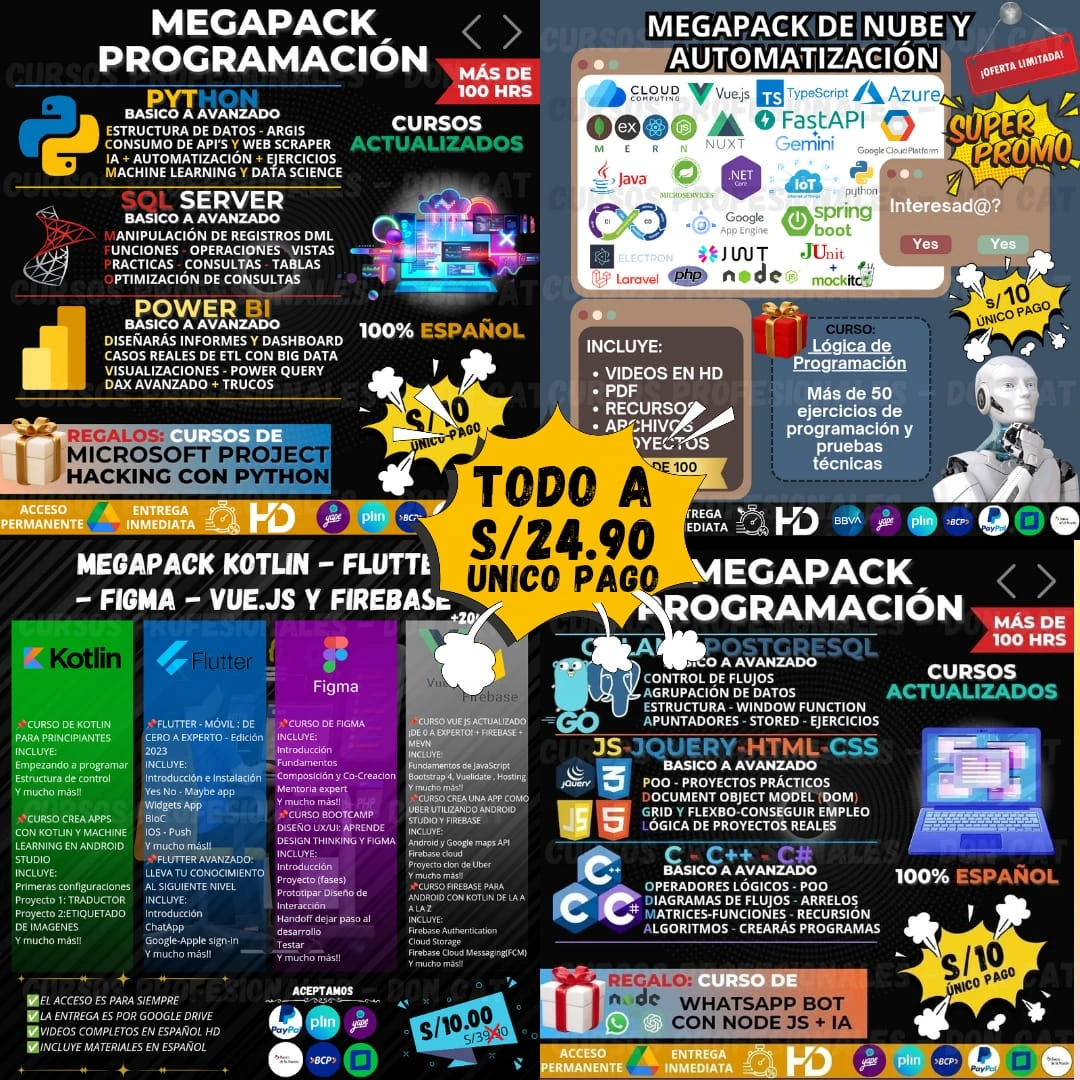 MEGAPACK
PROGRAMACIÓN
MÁS DE
100 HRS
PYTHON
BASICO A AVANZADO
ESTRUCTURA DE DATOS - ARGIS
CONSUMO DE API'S Y WEB SCRAPER
IA + AUTOMATIZACIÓN + EJERCICIOS
MACHINE LEARNING Y DATA SCIENCE
CURSOS
ACTUALIZADOS
SQL SERVER
BASICO A AVANZADO
MANIPULACIÓN DE REGISTROS DML
FUNCIONES - OPERACIONES - VISTAS
PRACTICAS - CONSULTAS - TABLAS
OPTIMIZACIÓN DE CONSULTAS
POWER BI
BASICO A AVANZADO
DISEÑARÁS INFORMES Y DASHBOARD
CASOS REALES DE ETL CON BIG DATA
VISUALIZACIONES - POWER QUERY
DAX AVANZADO + TRUCOS
100% ESPAÑOL
S/10
ÚNICO PAGO
REGALOS: CURSOS DE
MICROSOFT PROJECT
HACKING CON PYTHON
ACCESO
PERMANENTE
ENTREGA
INMEDIATA
HD
yape
plin
BCP
MEGAPACK DE NUBE Y
AUTOMATIZACIÓN
¡OFERTA LIMITADA!
CLOUD
COMPUTING
Vue.js
TS TypeScript
Azure
ex
M E R N
NUXT
FastAPI
Gemini
Google Cloud Platform
SUPER
PROMO
Java
MICROSERVICES
.NET
Core
IoT
Internet of Things
python
CI CD
Google
App Engine
spring
boot
ELECTRON
JWT
JUnit
+
mockito
Laravel
php
node
JS
Interesad@?
Yes
Yes
S/10
ÚNICO PAGO
INCLUYE:
• VIDEOS EN HD
• PDF
• RECURSOS
• ARCHIVOS
DE 100
CURSO:
Lógica de
Programación
Más de 50
ejercicios de
programación y
pruebas
técnicas
HD
BBVA
yape
plin
BCP
PayPal
TODO A
S/24.90
UNICO PAGO
MEGAPACK KOTLIN - FLUTTE
- FIGMA - VUE.JS Y FIREBASE
Kotlin
Flutter
Figma
Firebase
📌CURSO DE KOTLIN
PARA PRINCIPIANTES
INCLUYE:
Empezando a programar
Estructura de control
Y mucho más!!
📌CURSO CREA APPS
CON KOTLIN Y MACHINE
LEARNING EN ANDROID
STUDIO
INCLUYE:
Primeras configuraciones
Proyecto 1: TRADUCTOR
Proyecto 2:ETIQUETADO
DE IMAGENES
Y mucho más!!
📌FLUTTER - MÓVIL : DE
CERO A EXPERTO - Edición
2023
INCLUYE:
Introducción e Instalación
Yes No - Maybe app
Widgets App
BloC
IOS - Push
Y mucho más!!
📌FLUTTER AVANZADO:
LLEVA TU CONOCIMIENTO
AL SIGUIENTE NIVEL
INCLUYE:
Introducción
ChatApp
Google-Apple sign-in
Y mucho más!!
📌CURSO DE FIGMA
INCLUYE:
Introducción
Fundamentos
Composición y Co-Creacion
Mentoria expert
Y mucho más!!
📌CURSO BOOTCAMP
DISEÑO UX/UI: APRENDE
DESIGN THINKING Y FIGMA
INCLUYE:
Introducción
Proyecto (fases)
Prototipar Diseño de
Interacción
Handoff dejar paso al
desarrollo
Testar
Y mucho más!!
📌CURSO VUE JS ACTUALIZADO
¡DE 0 A EXPERTO! + FIREBASE +
MEVN
INCLUYE:
Fundamentos de JavaScript
Bootstrap 4, Vuelidate , Hosting
Y mucho más!!
📌CURSO CREA UNA APP COMO
UBER UTILIZANDO ANDROID
STUDIO Y FIREBASE
INCLUYE:
Android y Google maps API
Firebase cloud
Proyecto clon de Uber
Y mucho más!!
📌CURSO FIREBASE PARA
ANDROID CON KOTLIN DE LA A
A LA Z
INCLUYE:
Firebase Authentication
Cloud Storage
Firebase Cloud Messaging(FCM)
Y mucho más!!
✅EL ACCESO ES PARA SIEMPRE
✅LA ENTREGA ES POR GOOGLE DRIVE
✅VIDEOS COMPLETOS EN ESPAÑOL HD
✅INCLUYE MATERIALES EN ESPAÑOL
ACEPTAMOS
PayPal
plin
yape
BCP
S/10.00
MEGAPACK
PROGRAMACIÓN
MÁS DE
100 HRS
POSTGRESQL
BASICO A AVANZADO
CONTROL DE FLUJOS
AGRUPACIÓN DE DATOS
ESTRUCTURA - WINDOW FUNCTION
APUNTADORES - STORED - EJERCICIOS
GO
CURSOS
ACTUALIZADOS
JS-JQUERY-HTML-CSS
BASICO A AVANZADO
POO - PROYECTOS PRÁCTICOS
DOCUMENT OBJECT MODEL (DOM)
GRID Y FLEXBO-CONSEGUIR EMPLEO
LÓGICA DE PROYECTOS REALES
jQuery
3
JS 5
C - C++ - C#
BASICO A AVANZADO
OPERADORES LÓGICOS - POO
DIAGRAMAS DE FLUJOS - ARRELOS
MATRICES-FUNCIONES - RECURSIÓN
ALGORITMOS - CREARÁS PROGRAMAS
C++
C C#
100% ESPAÑOL
S/10
ÚNICO PAGO
REGALO: CURSO DE
node
WHATSAPP BOT
CON NODE JS + IA
ACCESO
PERMANENTE
ENTREGA
INMEDIATA
HD
yape
plin
BCP
PayPal